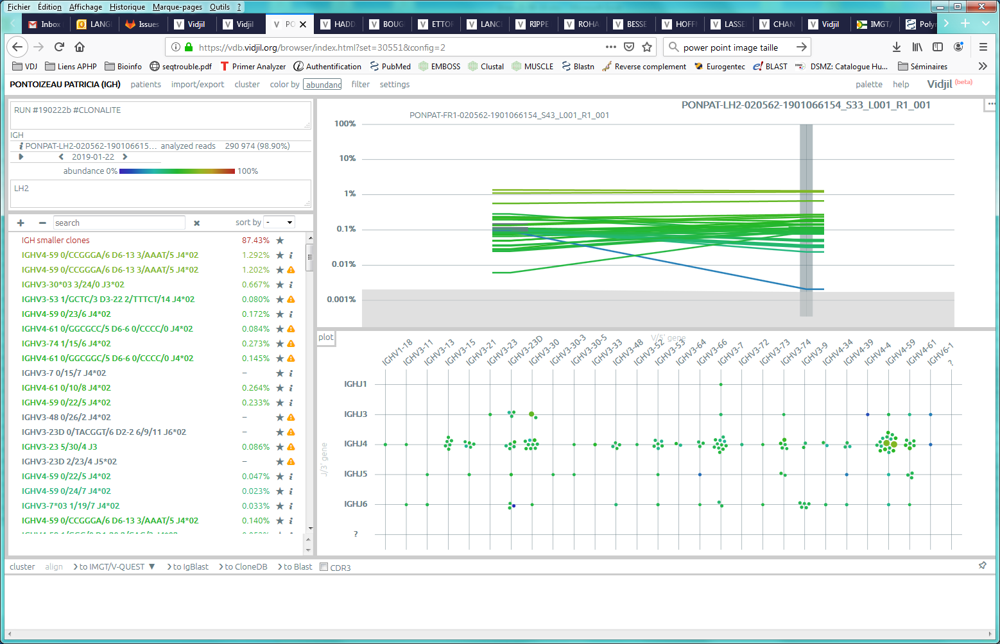 Fichier Édition Affichage Historique Marque-pages Outils ?
Inbox LANG Issues Vidjil Vidjil PO HADD BOUG ETTOR LANC RIPPE ROHA BESSE HOFF LASSE CHAN Vidjil IMGT/ Polyn
https://vdb.vidjil.org/browser/index.html?set=30551&config=2
power point image taille
VDJ Liens APHP Bioinfo seqtrouble.pdf Primer Analyzer Authentification PubMed EMBOSS Clustal MUSCLE Blastn Reverse complement Eurogentec BLAST DSMZ: Catalogue Hu... Séminaires
PONTOIZEAU PATRICIA (IGH) patients import/export cluster color by abundanc filter settings palette help Vidjil (beta)
RUN #190222b #CLONALITE
IGH
i PONPAT-LH2-020562-190106615... analyzed reads 290 974 (98.90%)
2019-01-22
abundance 0% 100%
LH2
+ − search × sort by -
IGH smaller clones 87.43%
IGHV4-59 0/CCGGGA/6 D6-13 3/AAAT/5 J4*02 1.292% i
IGHV4-59 0/CCGGGA/6 D6-13 3/AAAT/5 J4*02 1.202%
IGHV3-30*03 3/24/0 J3*02 0.667% i
IGHV3-53 1/GCTC/3 D3-22 2/TTTCT/14 J4*02 0.080%
IGHV4-59 0/23/6 J4*02 0.172% i
IGHV4-61 0/GGCGCC/5 D6-6 0/CCCC/0 J4*02 0.084%
IGHV3-74 1/15/6 J4*02 0.273%
IGHV4-61 0/GGCGGC/5 D6-6 0/CCCC/0 J4*02 0.145%
IGHV3-7 0/15/7 J4*02 – i
IGHV4-61 0/10/8 J4*02 0.264% i
IGHV4-59 0/22/5 J4*02 0.233% i
IGHV3-48 0/26/2 J4*02 –
IGHV3-23D 0/TACGGT/6 D2-2 6/9/11 J6*02 –
IGHV3-23 5/30/4 J3 0.086%
IGHV3-23D 2/23/4 J5*02 –
IGHV4-59 0/22/5 J4*02 0.047% i
IGHV4-59 0/24/7 J4*02 0.023% i
IGHV3-7*03 1/19/7 J4*02 0.033% i
IGHV4-59 0/CCGGGA/6 D6-13 3/AAAT/5 J4*02 0.140% i
PONPAT-FR1-020562-1901066154_S43_L001_R1_001
PONPAT-LH2-020562-1901066154_S33_L001_R1_001
100%
10%
1%
0.1%
0.01%
0.001%
plot
V/5' gene
IGHV1-18 IGHV3-11 IGHV3-13 IGHV3-15 IGHV3-21 IGHV3-23 IGHV3-23D IGHV3-30 IGHV3-30-3 IGHV3-30-5 IGHV3-33 IGHV3-48 IGHV3-52 IGHV3-53 IGHV3-64 IGHV3-66 IGHV3-7 IGHV3-72 IGHV3-73 IGHV3-74 IGHV3-9 IGHV4-34 IGHV4-39 IGHV4-4 IGHV4-59 IGHV4-61 IGHV6-1 ?
J/3' gene
IGHJ1
IGHJ3
IGHJ4
IGHJ5
IGHJ6
?
cluster align to IMGT/V-QUEST ▼ to IgBlast to CloneDB to Blast CDR3